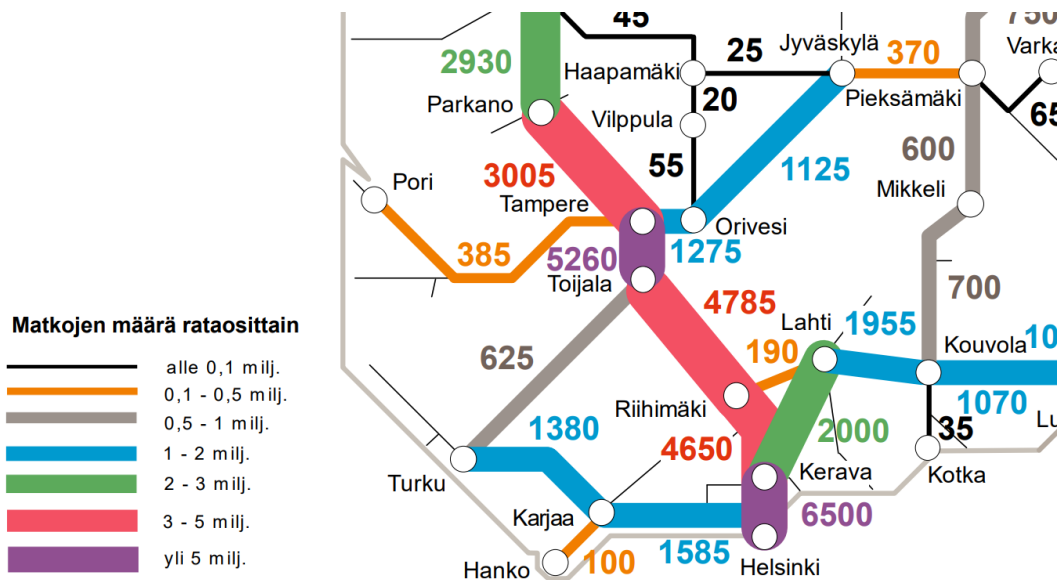 45
750
2930
Haapamäki
25
Jyväskylä
370
Parkano
20
Pieksämäki
Vilppula
65
55
1125
600
Pori
3005
Mikkeli
Tampere
Orivesi
385
5260
1275
Toijala
4785
700
Lahti
1955
190
Kouvola
10
Matkojen määrä rataosittain
alle 0,1 milj.
0,1 - 0,5 milj.
0,5 - 1 milj.
1 - 2 milj.
2 - 3 milj.
3 - 5 milj.
yli 5 milj.
625
Riihimäki
1070
1380
4650
2000
35
Turku
Kerava
Kotka
Karjaa
6500
Hanko
100
1585
Helsinki